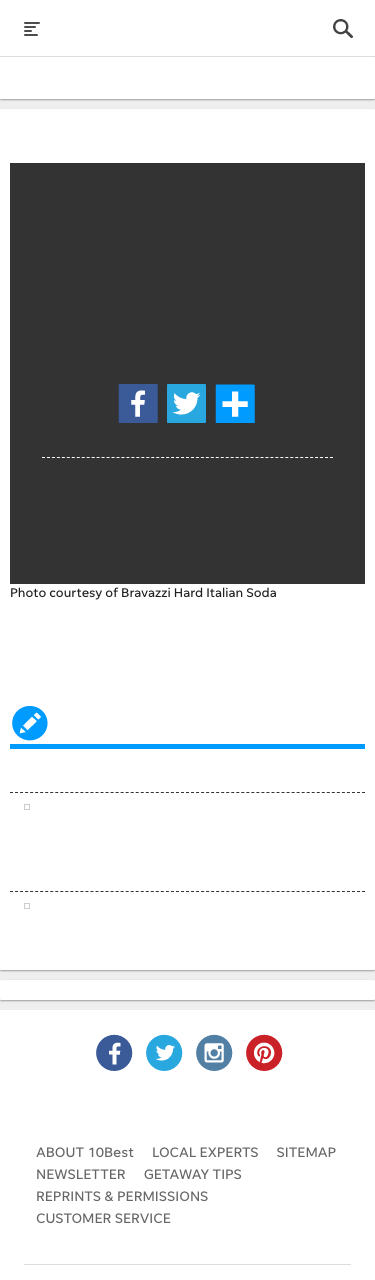 Photo courtesy of Bravazzi Hard Italian Soda
ABOUT 10Best LOCAL EXPERTS SITEMAP
NEWSLETTER GETAWAY TIPS
REPRINTS & PERMISSIONS
CUSTOMER SERVICE